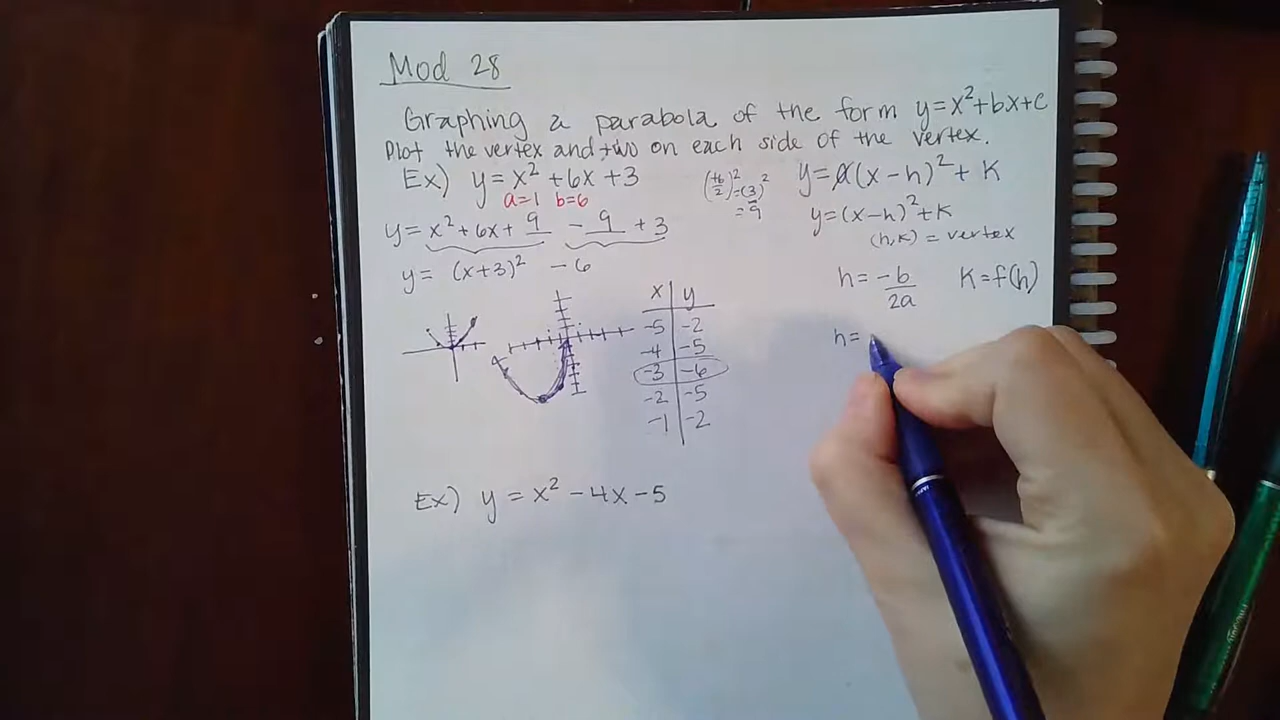 Mod 28
Graphing a parabola of the form y=x²+bx+c
Plot the vertex and two on each side of the vertex.
Ex) y=x²+6x+3
a=1 b=6
(+6/2)²=(3)²
=9
y=a(x-h)²+k
y=x²+6x+ 9 - 9 +3
y=(x-h)²+k
(h,k) = vertex
y= (x+3)² -6
h=-b/2a k=f(h)
x y
-5 -2
-4 -5
-3 -6
-2 -5
-1 -2
h=
Ex) y=x²-4x-5